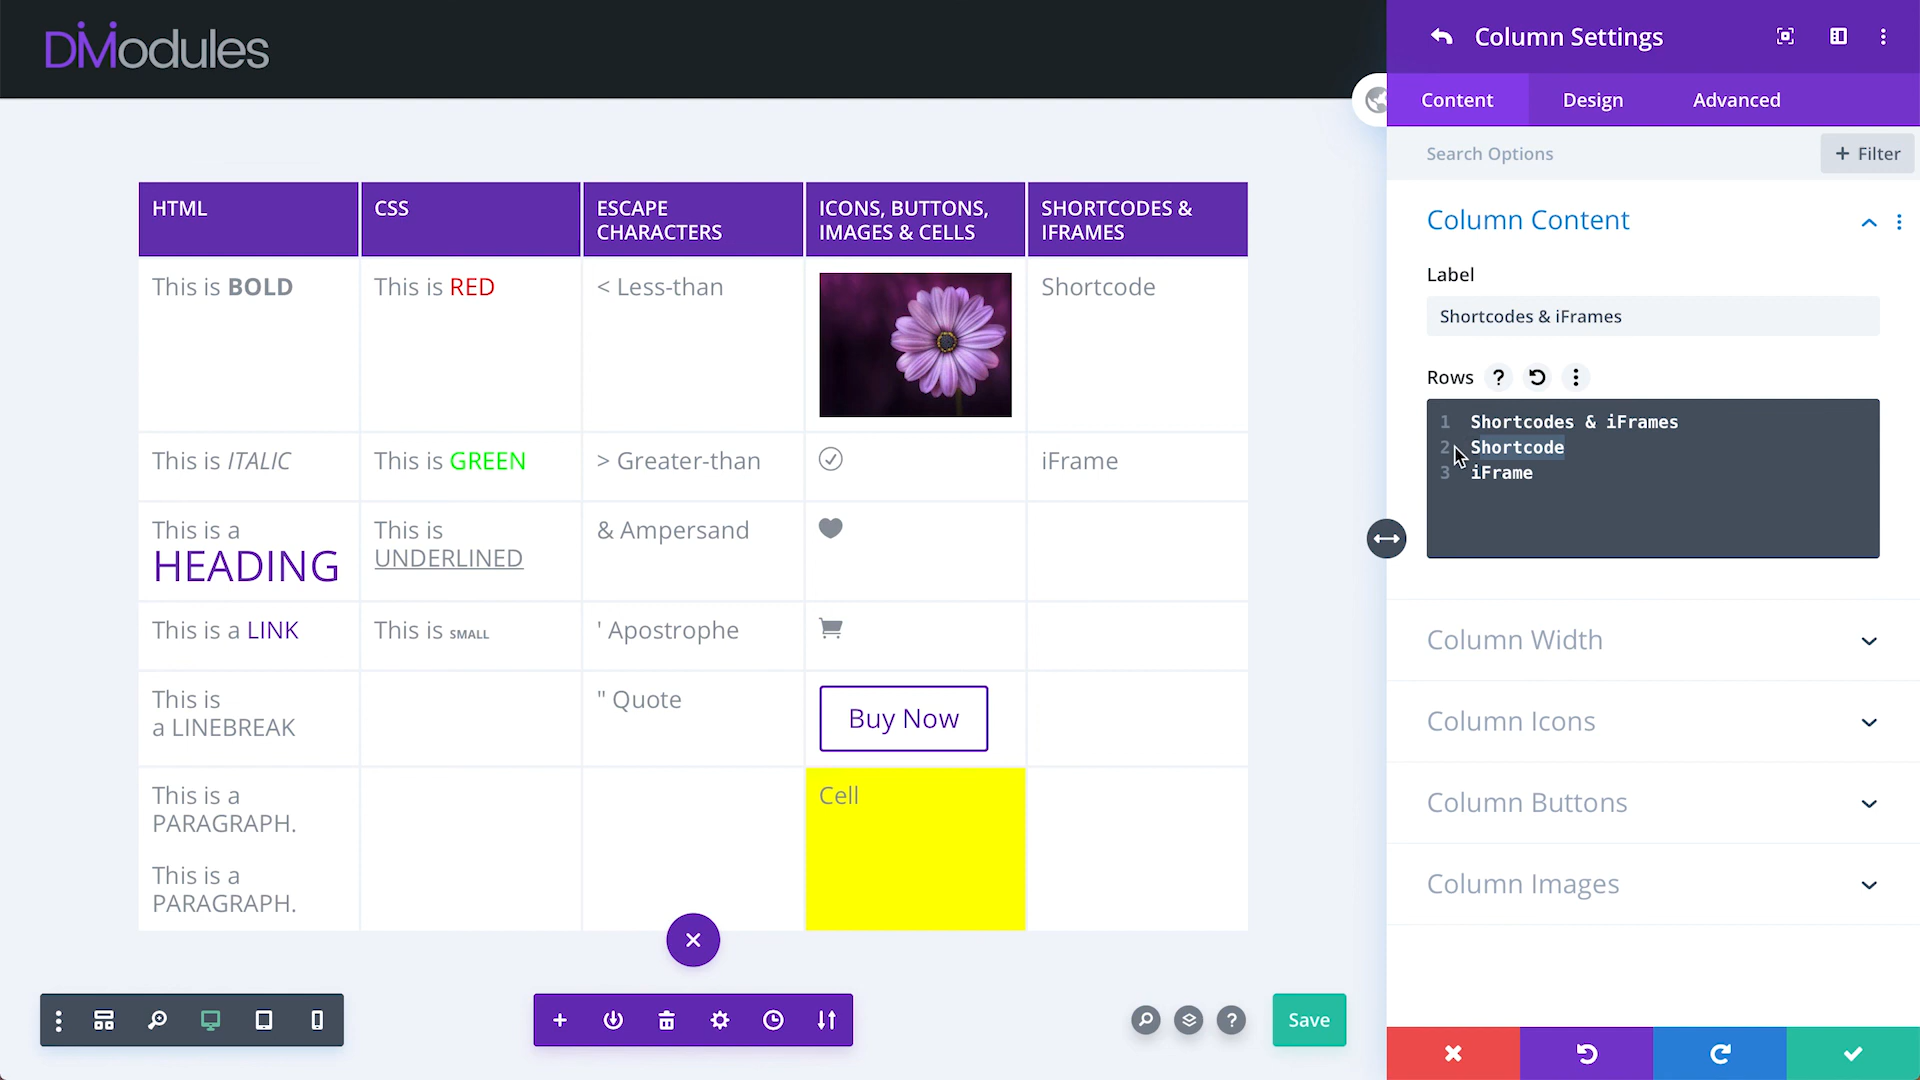 DiModules
HTML
CSS
ESCAPE
CHARACTERS
ICONS, BUTTONS,
IMAGES & CELLS
SHORTCODES &
IFRAMES
This is BOLD
This is RED
< Less-than
Shortcode
This is ITALIC
This is GREEN
> Greater-than
iFrame
This is a
HEADING
This is
UNDERLINED
& Ampersand
This is a LINK
This is SMALL
' Apostrophe
This is
a LINEBREAK
" Quote
Buy Now
This is a
PARAGRAPH.
This is a
PARAGRAPH.
Cell
Save
Column Settings
Content
Design
Advanced
Search Options
+ Filter
Column Content
Label
Shortcodes & iFrames
Rows
1 Shortcodes & iFrames
2 Shortcode
3 iFrame
Column Width
Column Icons
Column Buttons
Column Images